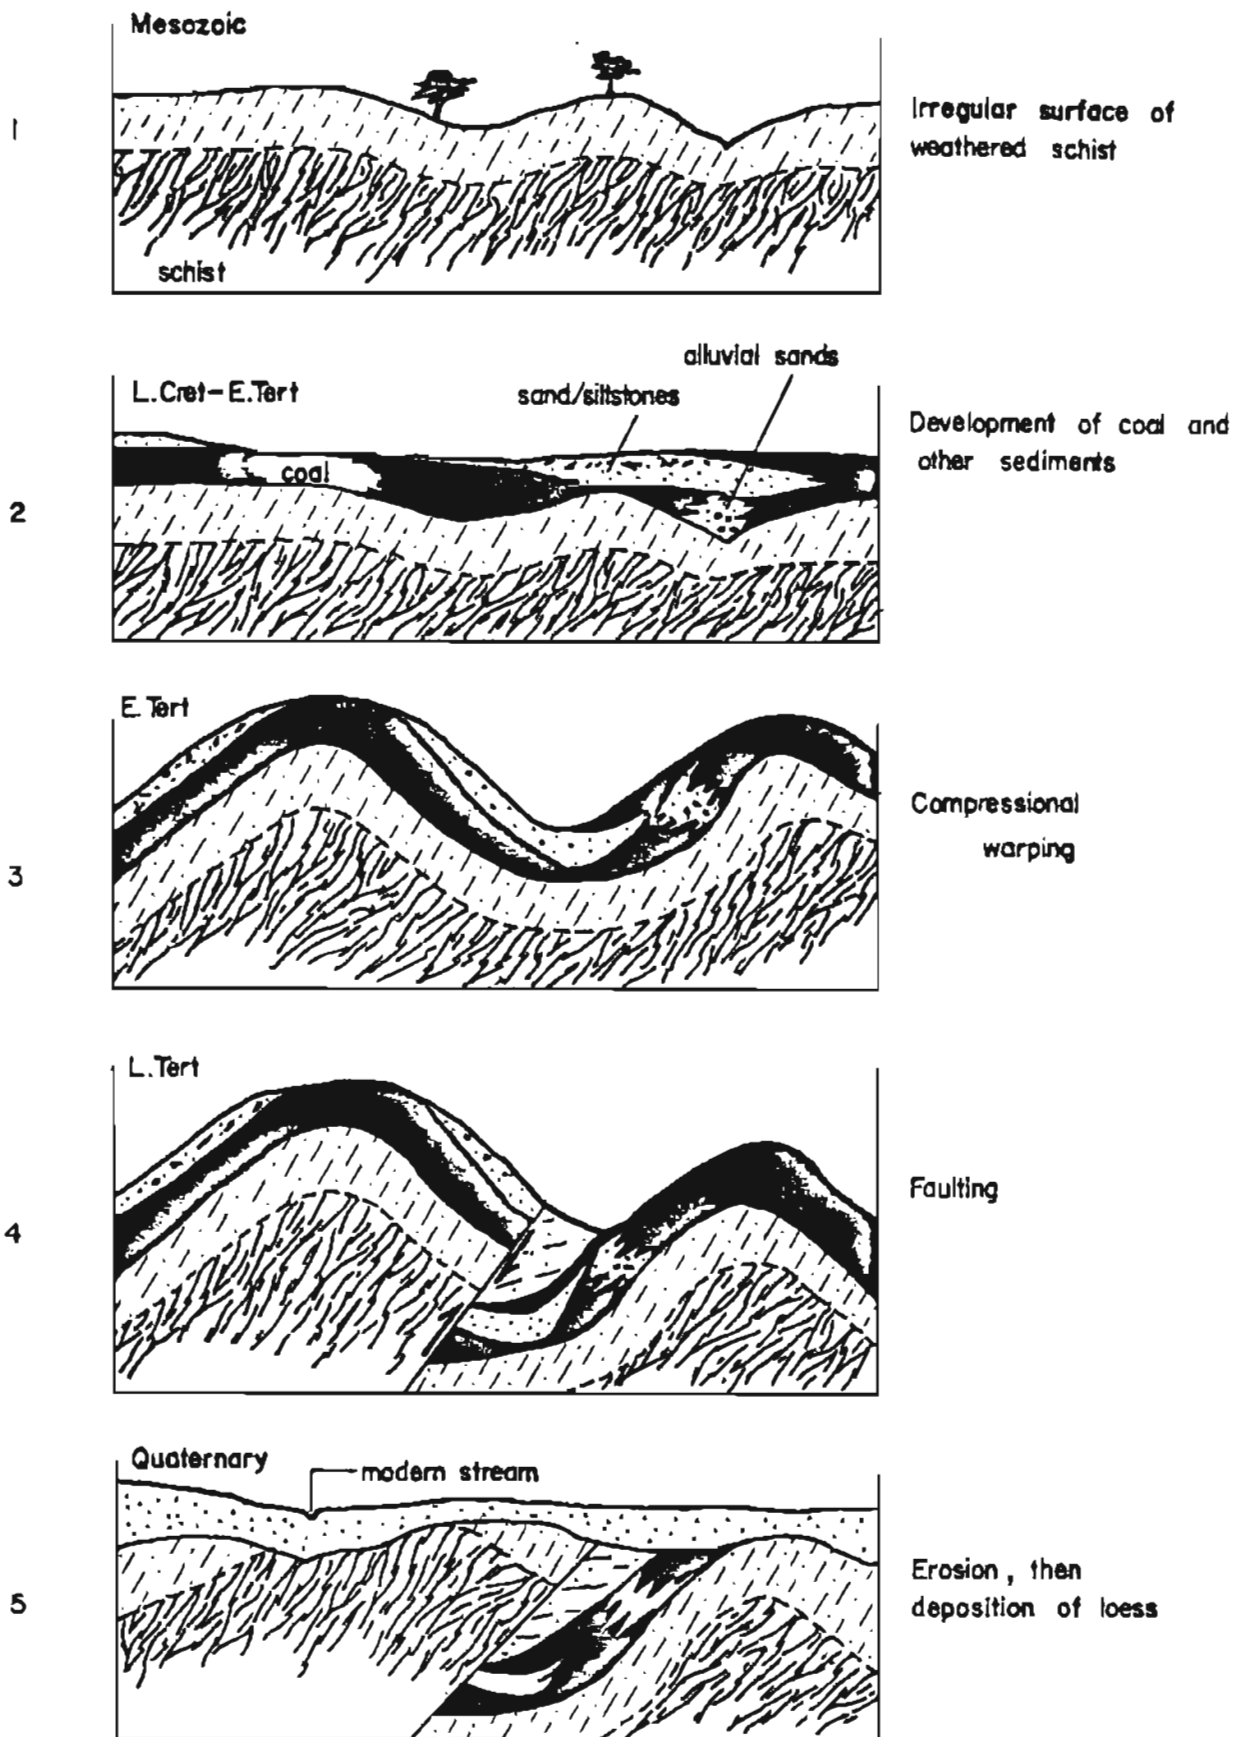 Mesozoic
1
Irregular surface of
weathered schist
schist
alluvial sands
L.Cret-E.Tert
sand/siltstones
Development of coal and
other sediments
coal
2
E.Tert
Compressional
warping
3
L.Tert
Faulting
4
Quaternary
modern stream
Erosion, then
deposition of loess
5